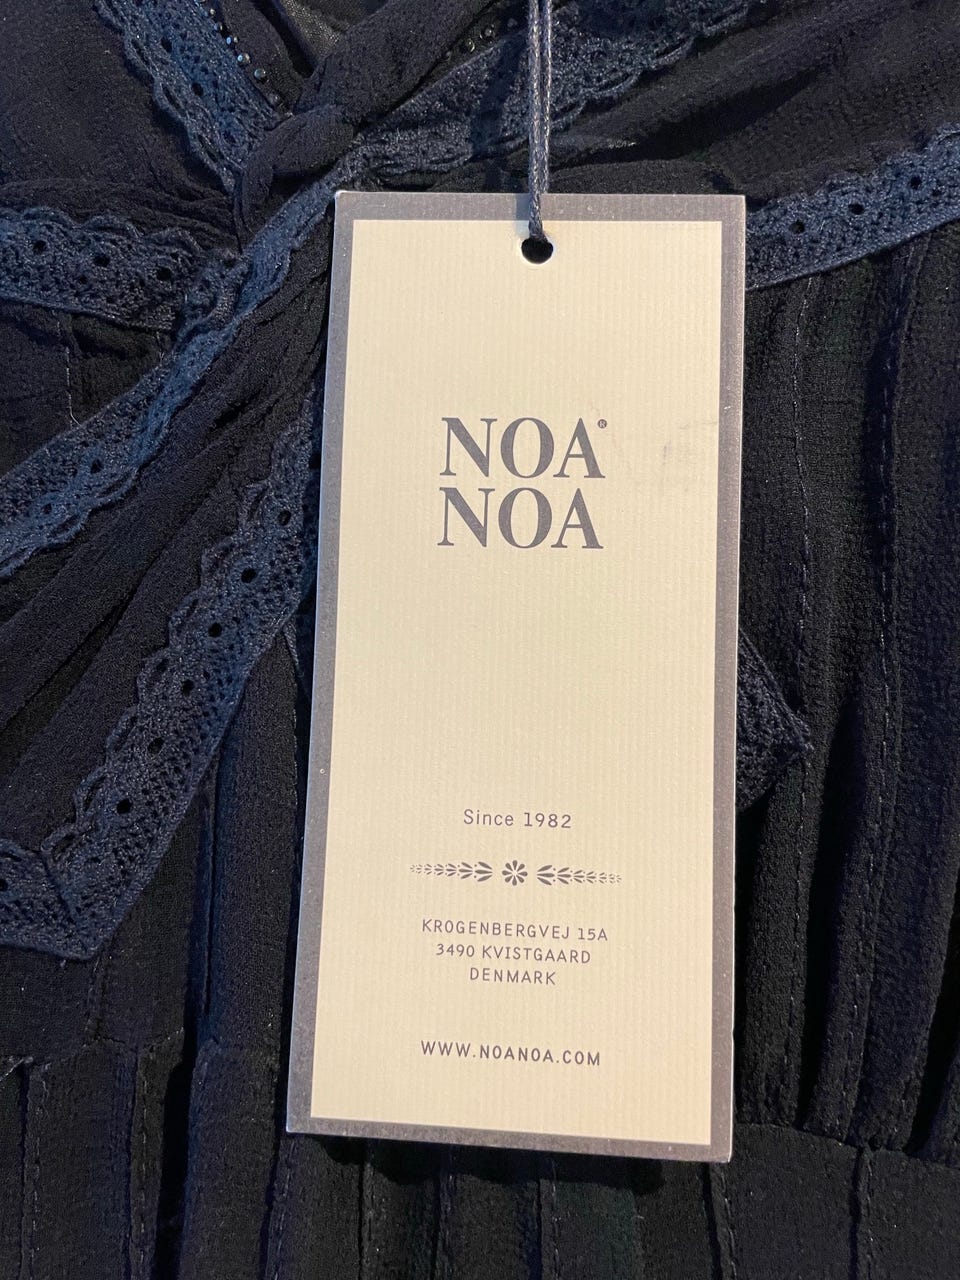 NOA®
NOA
Since 1982
KROGENBERGVEJ 15A
3490 KVISTGAARD
DENMARK
WWW.NOANOA.COM